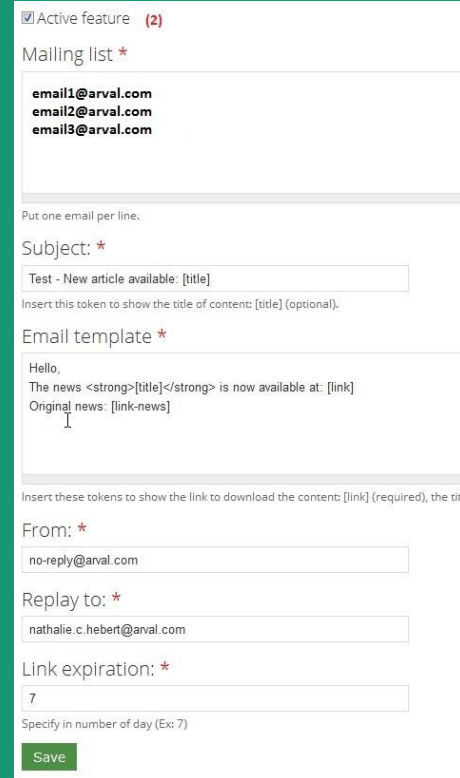 Active feature (2)
Mailing list *
email1@arval.com
email2@arval.com
email3@arval.com
Put one email per line.
Subject: *
Test - New article available: [title]
Insert this token to show the title of content: [title] (optional).
Email template *
Hello,
The news <strong>[title]</strong> is now available at: [link]
Original news: [link-news]
Insert these tokens to show the link to download the content: [link] (required), the tit
From: *
no-reply@arval.com
Replay to: *
nathalie.c.hebert@arval.com
Link expiration: *
7
Specify in number of day (Ex: 7)
Save